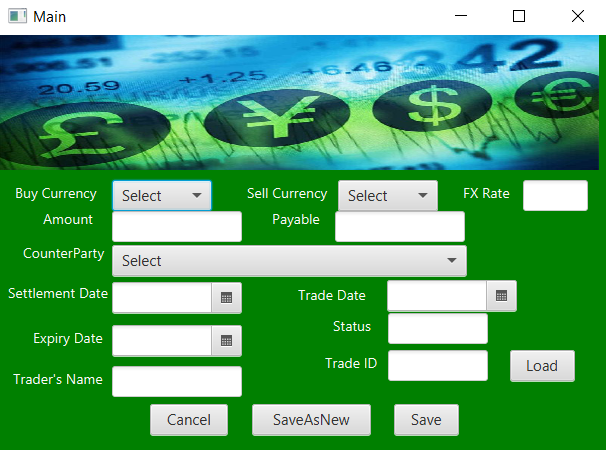 Main
20.59 +1.25 +6.46 342
£ ¥ $ €
Buy Currency Select Sell Currency Select FX Rate
Amount Payable
CounterParty Select
Settlement Date Trade Date
Status
Expiry Date
Trade ID Load
Trader's Name
Cancel SaveAsNew Save